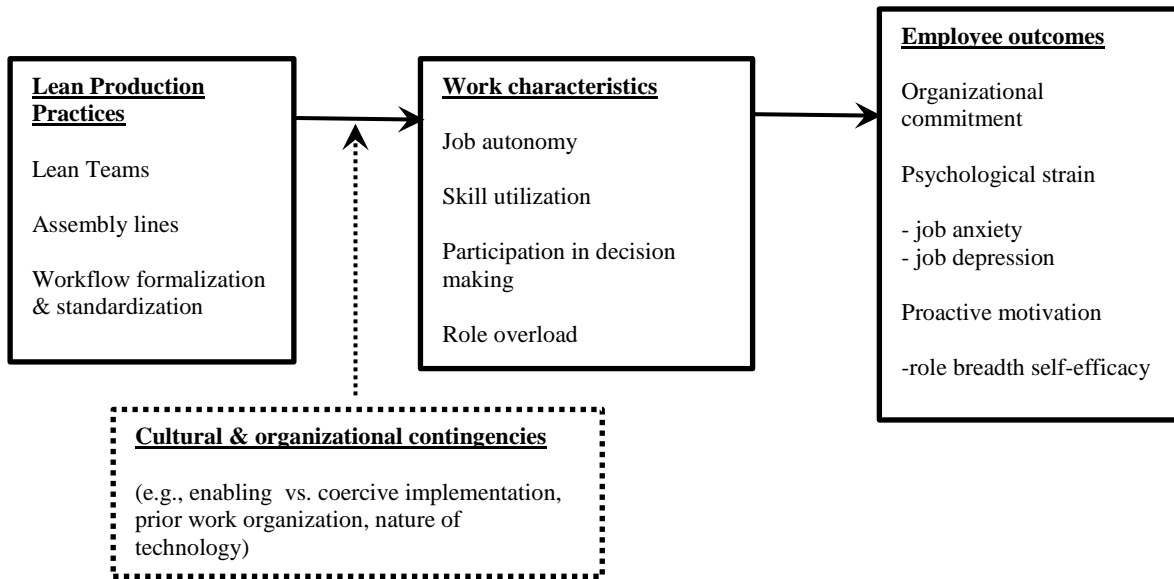 Lean Production
Practices
Lean Teams
Assembly lines
Workflow formalization
& standardization
Work characteristics
Job autonomy
Skill utilization
Participation in decision
making
Role overload
Employee outcomes
Organizational
commitment
Psychological strain
- job anxiety
- job depression
Proactive motivation
-role breadth self-efficacy
Cultural & organizational contingencies
(e.g., enabling vs. coercive implementation,
prior work organization, nature of
technology)